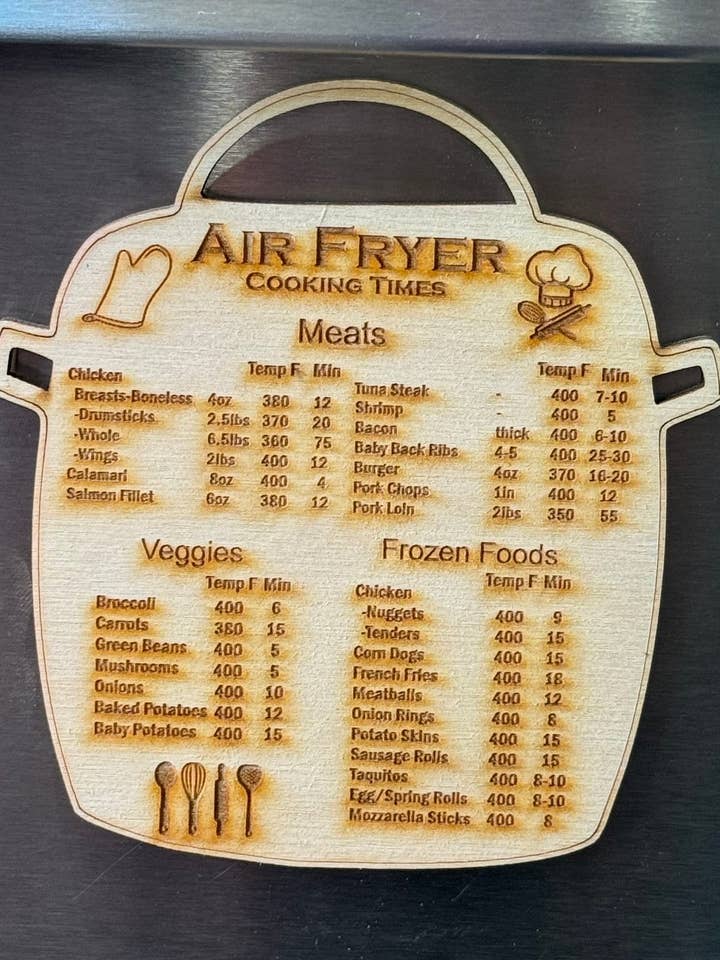 AIR FRYER
COOKING TIMES
Meats
Temp F Min
Chicken
Breasts-Boneless 4oz 380 12
-Drumsticks 2.5lbs 370 20
-Whole 6.5lbs 360 75
-Wings 2lbs 400 12
Calamari 8oz 400 4
Salmon Fillet 6oz 380 12
Temp F Min
Tuna Steak - 400 7-10
Shrimp - 400 5
Bacon thick 400 6-10
Baby Back Ribs 4-5 400 25-30
Burger 4oz 370 16-20
Pork Chops 1in 400 12
Pork Loin 2lbs 350 55
Veggies
Temp F Min
Broccoli 400 6
Carrots 380 15
Green Beans 400 5
Mushrooms 400 5
Onions 400 10
Baked Potatoes 400 12
Baby Potatoes 400 15
Frozen Foods
Temp F Min
Chicken
-Nuggets 400 9
-Tenders 400 15
Corn Dogs 400 15
French Fries 400 18
Meatballs 400 12
Onion Rings 400 8
Potato Skins 400 15
Sausage Rolls 400 15
Taquitos 400 8-10
Egg/Spring Rolls 400 8-10
Mozzarella Sticks 400 8